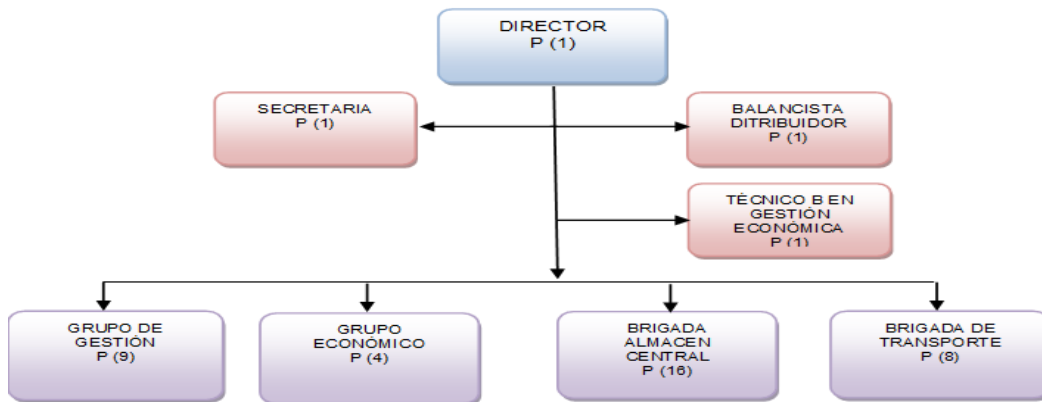 DIRECTOR
P (1)
SECRETARIA
P (1)
BALANCISTA
DITRIBUIDOR
P (1)
TÉCNICO B EN
GESTIÓN
ECONÓMICA
P (1)
GRUPO DE
GESTIÓN
P (9)
GRUPO
ECONÓMICO
P (4)
BRIGADA
ALMACEN
CENTRAL
P (16)
BRIGADA DE
TRANSPORTE
P (8)